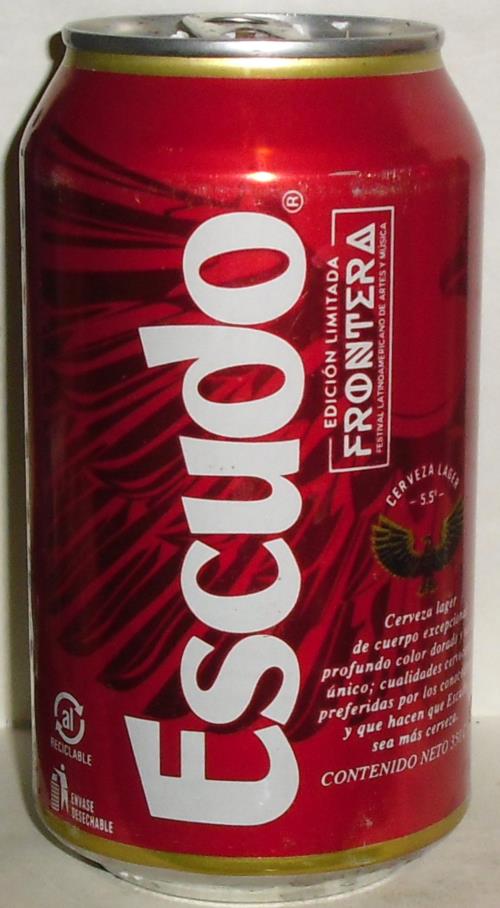 Escudo®
EDICIÓN LIMITADA
FRONTERA
FESTIVAL LATINOAMERICANO DE ARTES Y MÚSICA
CERVEZA LAGER
- 5.5° -
Cerveza lager
de cuerpo
profundo color dorado
único; cualidades
preferidas por los
y que hacen que
sea más cerveza.
CONTENIDO NETO
al
RECICLABLE
ENVASE
DESECHABLE